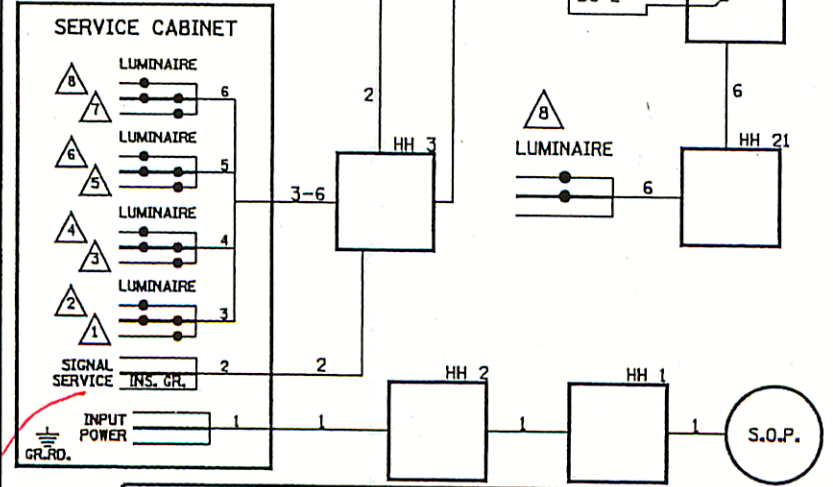 SERVICE CABINET
LUMINAIRE
8
7
6
LUMINAIRE
6
5
5
LUMINAIRE
4
3
4
LUMINAIRE
2
1
3
SIGNAL
SERVICE
INS. GR.
2
2
INPUT
POWER
1
1
GR.RD.
3-6
2
HH 3
HH 2
1
HH 1
1
S.O.P.
8
LUMINAIRE
6
6
HH 21